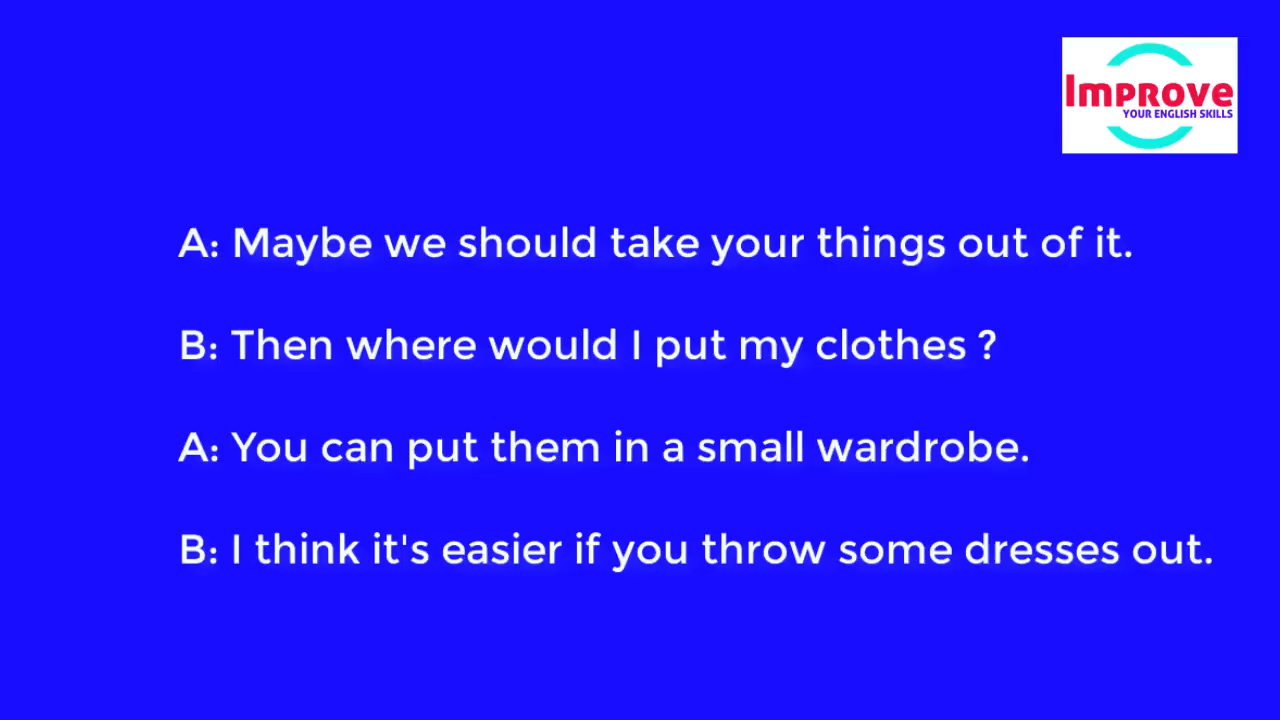 Improve
YOUR ENGLISH SKILLS
A: Maybe we should take your things out of it.
B: Then where would I put my clothes ?
A: You can put them in a small wardrobe.
B: I think it's easier if you throw some dresses out.